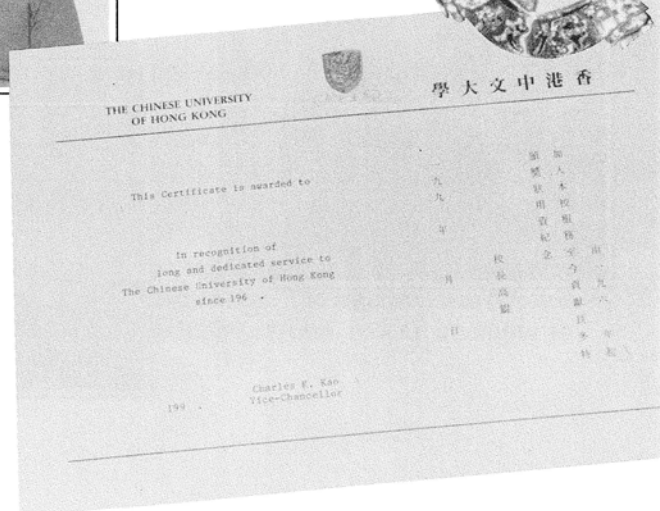 THE CHINESE UNIVERSITY
OF HONG KONG
香港中文大學
This Certificate is awarded to
In recognition of
long and dedicated service to
The Chinese University of Hong Kong
since 196 .
Charles K. Kao
199 . Vice-Chancellor
由一九六 年起
加入本校服務至今貢獻良多特
頒獎狀用資紀念
校長高錕
一九九 年 月 日